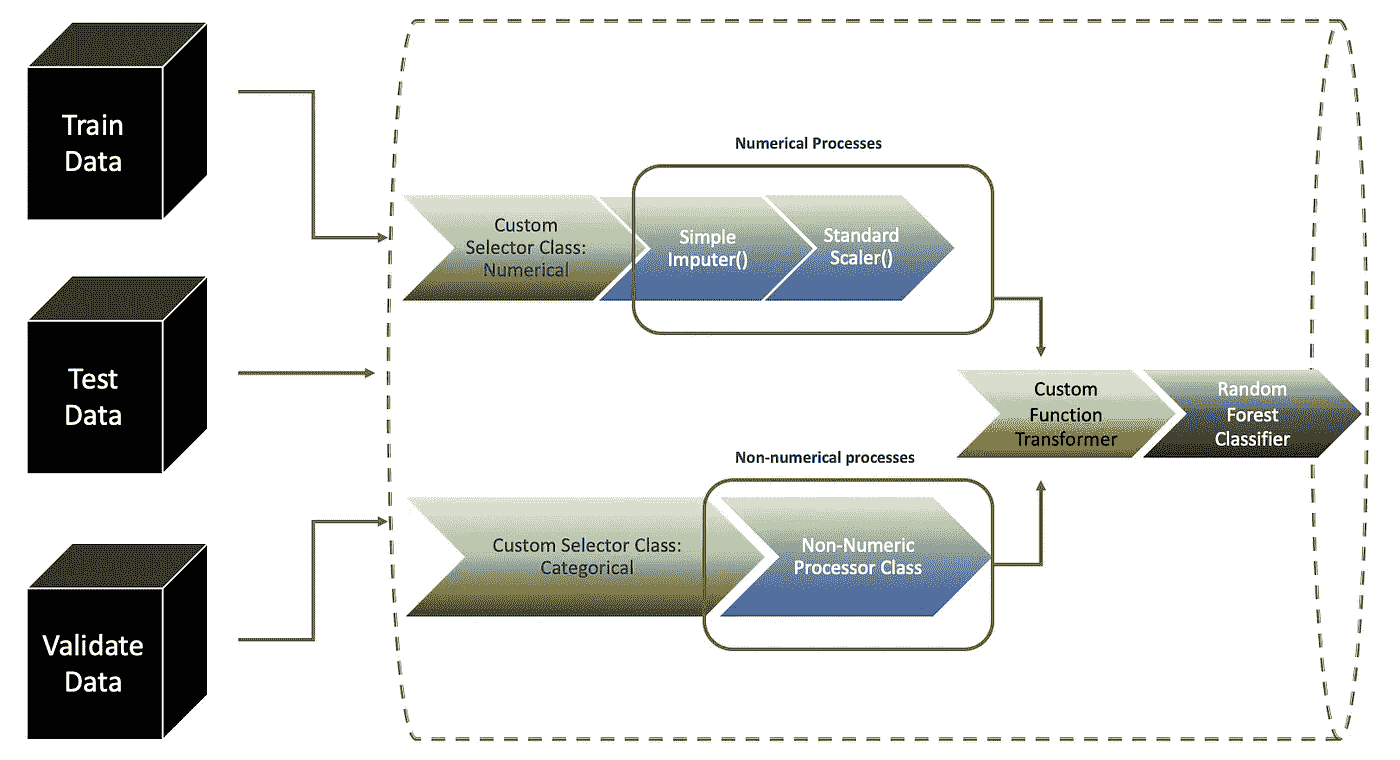 Train
Data
Test
Data
Validate
Data
Numerical Processes
Custom
Selector Class:
Numerical
Simple
Imputer()
Standard
Scaler()
Non-numerical processes
Custom Selector Class:
Categorical
Non-Numeric
Processor Class
Custom
Function
Transformer
Random
Forest
Classifier